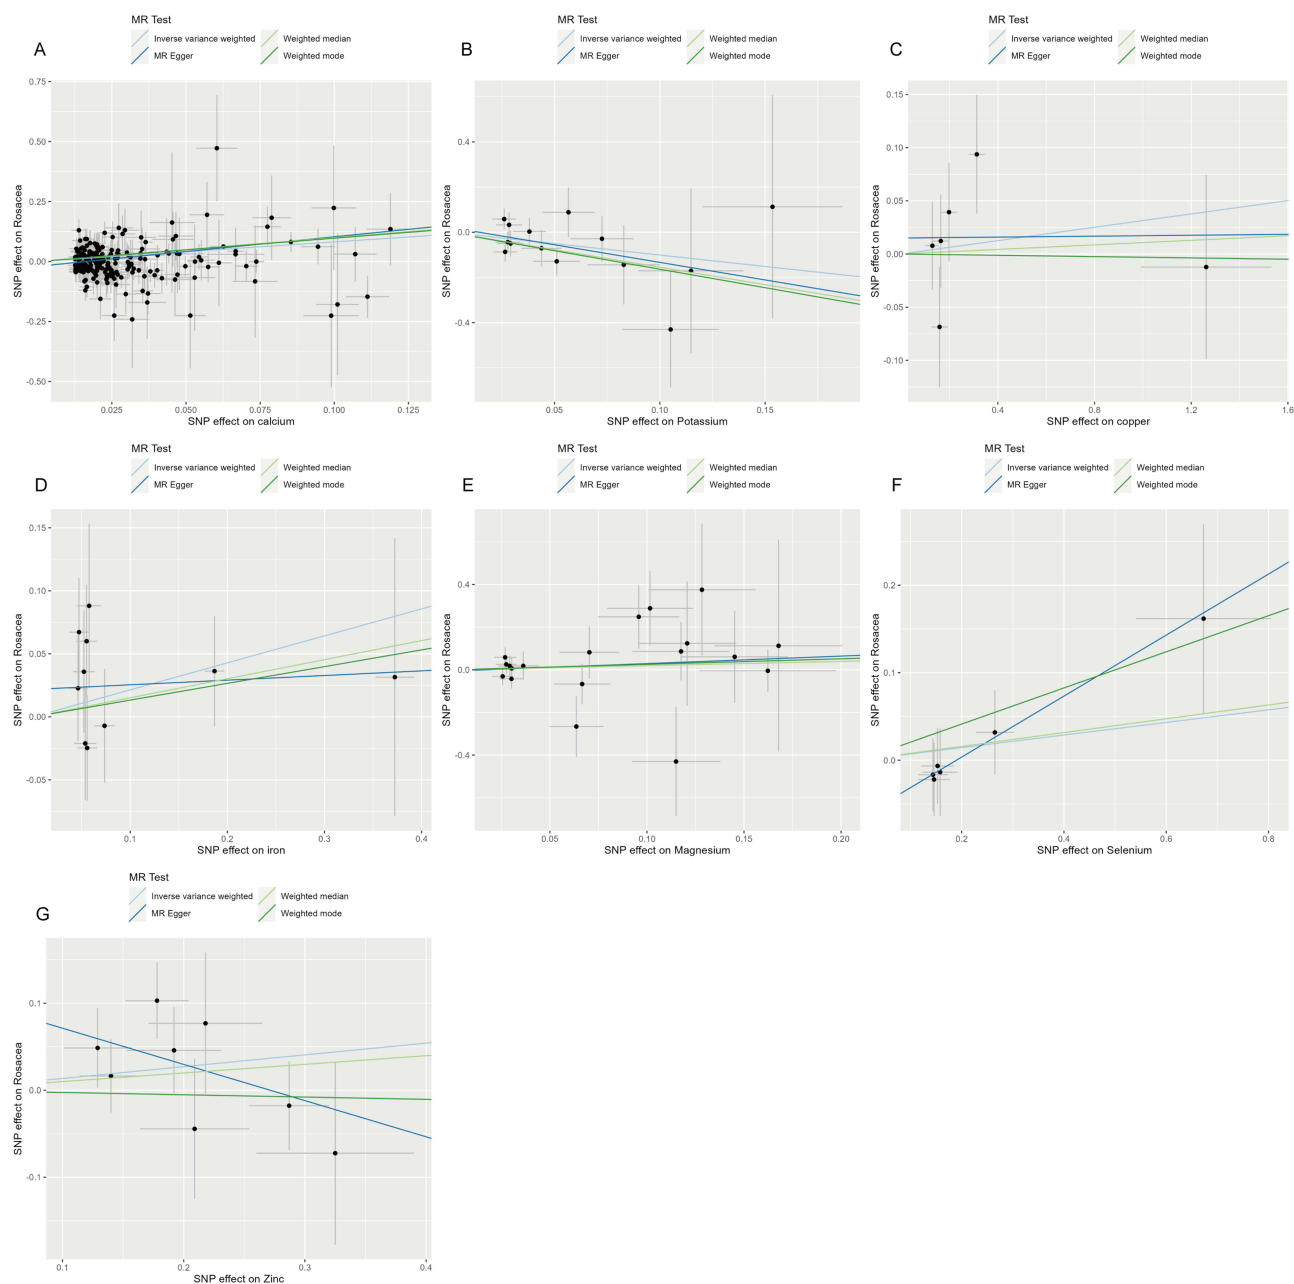 A
MR Test
Inverse variance weighted
Weighted median
MR Egger
Weighted mode
SNP effect on Rosacea
0.75
0.50
0.25
0.00
-0.25
-0.50
0.025
0.050
0.075
0.100
0.125
SNP effect on calcium
B
MR Test
Inverse variance weighted
Weighted median
MR Egger
Weighted mode
SNP effect on Rosacea
0.4
0.0
-0.4
0.05
0.10
0.15
SNP effect on Potassium
C
MR Test
Inverse variance weighted
Weighted median
MR Egger
Weighted mode
SNP effect on Rosacea
0.15
0.10
0.05
0.00
-0.05
-0.10
0.4
0.8
1.2
1.6
SNP effect on copper
D
MR Test
Inverse variance weighted
Weighted median
MR Egger
Weighted mode
SNP effect on Rosacea
0.15
0.10
0.05
0.00
-0.05
0.1
0.2
0.3
0.4
SNP effect on iron
E
MR Test
Inverse variance weighted
Weighted median
MR Egger
Weighted mode
SNP effect on Rosacea
0.4
0.0
-0.4
0.05
0.10
0.15
0.20
SNP effect on Magnesium
F
MR Test
Inverse variance weighted
Weighted median
MR Egger
Weighted mode
SNP effect on Rosacea
0.2
0.1
0.0
0.2
0.4
0.6
0.8
SNP effect on Selenium
G
MR Test
Inverse variance weighted
Weighted median
MR Egger
Weighted mode
SNP effect on Rosacea
0.1
0.0
-0.1
0.1
0.2
0.3
0.4
SNP effect on Zinc